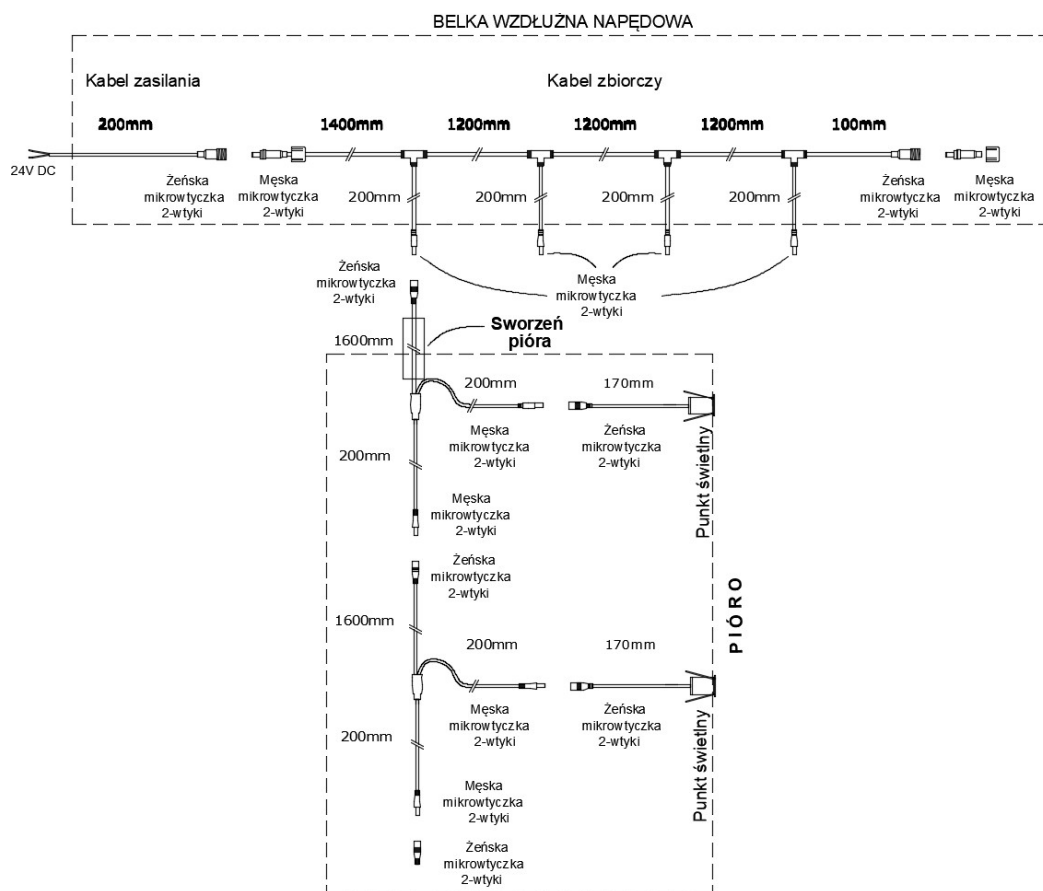 BELKA WZDŁUŻNA NAPĘDOWA
Kabel zasilania
Kabel zbiorczy
200mm
1400mm
1200mm
1200mm
1200mm
100mm
24V DC
Żeńska
mikrowtyczka
2-wtyki
Męska
mikrowtyczka
2-wtyki
200mm
200mm
200mm
200mm
Żeńska
mikrowtyczka
2-wtyki
Męska
mikrowtyczka
2-wtyki
Żeńska
mikrowtyczka
2-wtyki
Męska
mikrowtyczka
2-wtyki
Sworzeń
pióra
1600mm
200mm
170mm
Męska
mikrowtyczka
2-wtyki
Żeńska
mikrowtyczka
2-wtyki
Punkt świetlny
200mm
Męska
mikrowtyczka
2-wtyki
Żeńska
mikrowtyczka
2-wtyki
PIÓRO
1600mm
200mm
170mm
Męska
mikrowtyczka
2-wtyki
Żeńska
mikrowtyczka
2-wtyki
Punkt świetlny
200mm
Męska
mikrowtyczka
2-wtyki
Żeńska
mikrowtyczka
2-wtyki